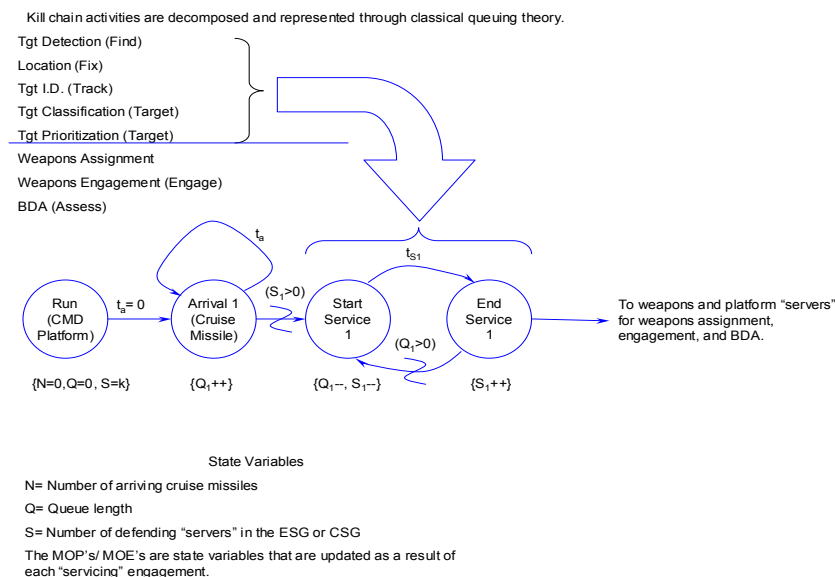 Kill chain activities are decomposed and represented through classical queuing theory.
Tgt Detection (Find)
Location (Fix)
Tgt I.D. (Track)
Tgt Classification (Target)
Tgt Prioritization (Target)
Weapons Assignment
Weapons Engagement (Engage)
BDA (Assess)
ta
tS1
Run
(CMD
Platform)
ta= 0
Arrival 1
(Cruise
Missile)
(S1>0)
Start
Service
1
(Q1>0)
End
Service
1
To weapons and platform “servers”
for weapons assignment,
engagement, and BDA.
{N=0,Q=0, S=k}
{Q1++}
{Q1--, S1--}
{S1++}
State Variables
N= Number of arriving cruise missiles
Q= Queue length
S= Number of defending “servers” in the ESG or CSG
The MOP's/ MOE's are state variables that are updated as a result of
each “servicing” engagement.